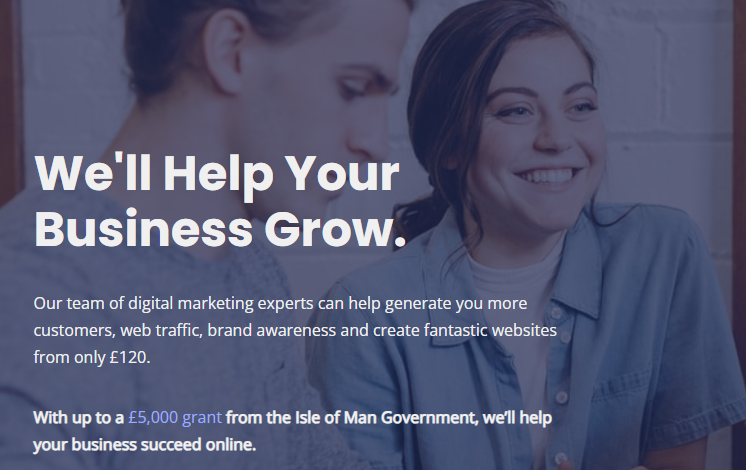 We'll Help Your
Business Grow.
Our team of digital marketing experts can help generate you more
customers, web traffic, brand awareness and create fantastic websites
from only £120.
With up to a £5,000 grant from the Isle of Man Government, we’ll help
your business succeed online.